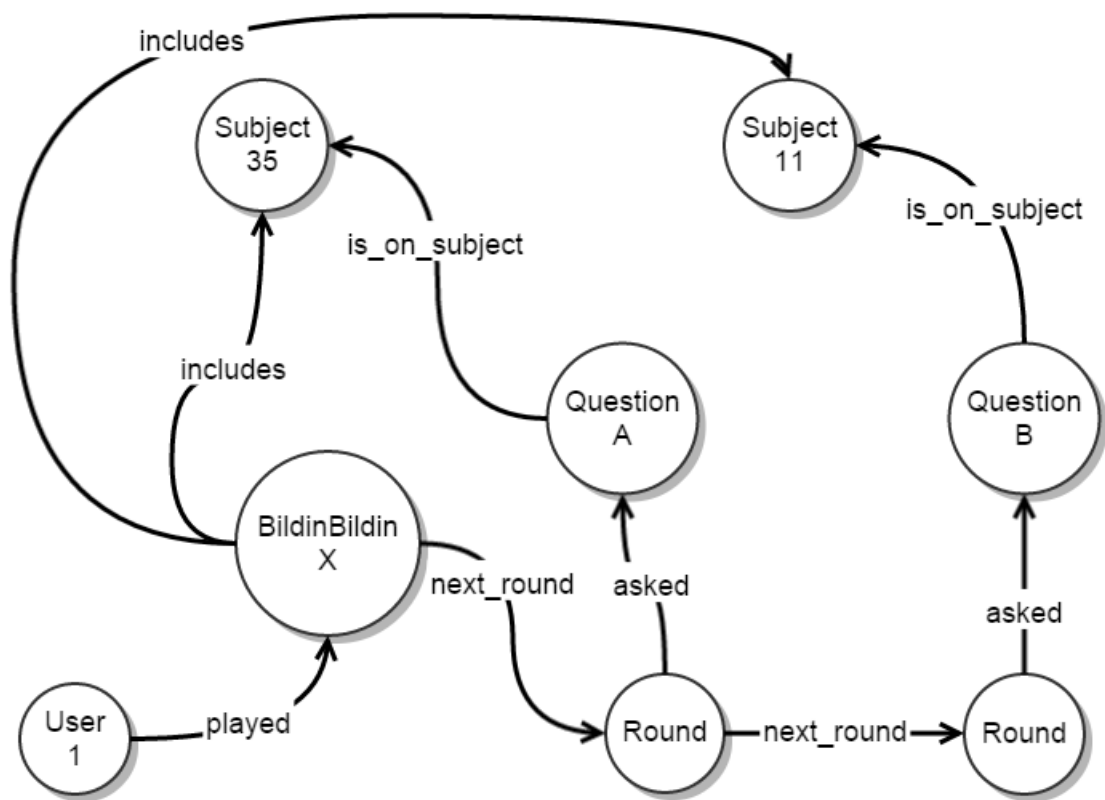 includes
Subject
35
Subject
11
is_on_subject
is_on_subject
includes
Question
A
Question
B
BildinBildin
X
next_round
asked
asked
User
1
played
Round
next_round
Round